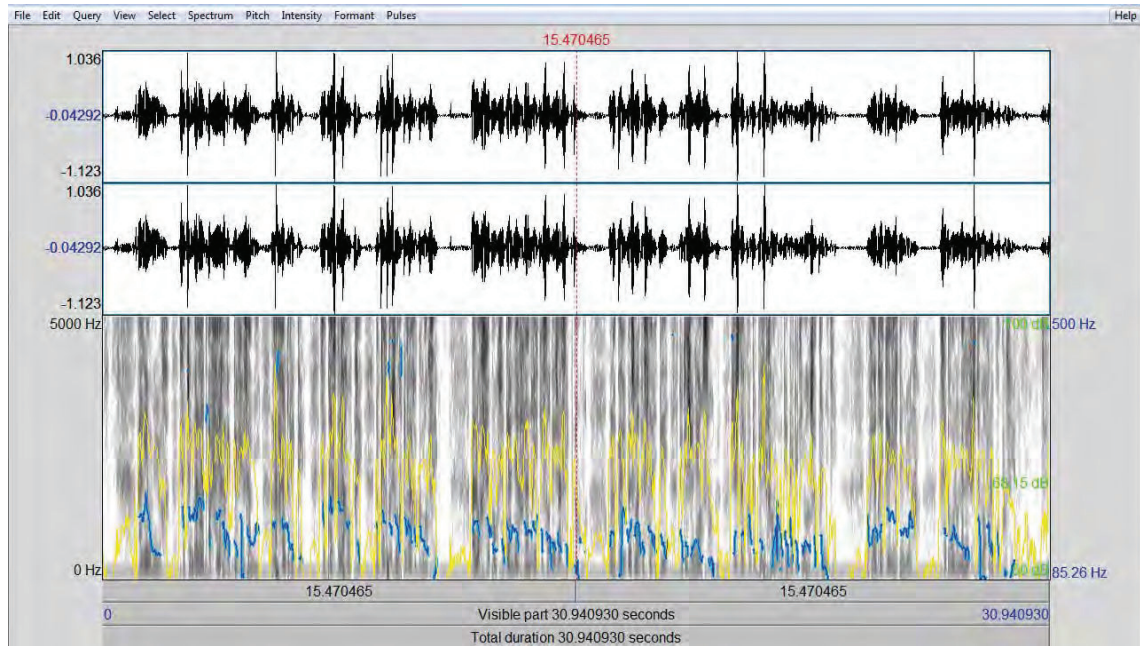 File Edit Query View Select Spectrum Pitch Intensity Formant Pulses Help
15.470465
1.036
-0.04292
-1.123
1.036
-0.04292
-1.123
5000 Hz 100 dB 500 Hz
68.15 dB
0 Hz 50 dB 85.26 Hz
15.470465 15.470465
0 Visible part 30.940930 seconds 30.940930
Total duration 30.940930 seconds